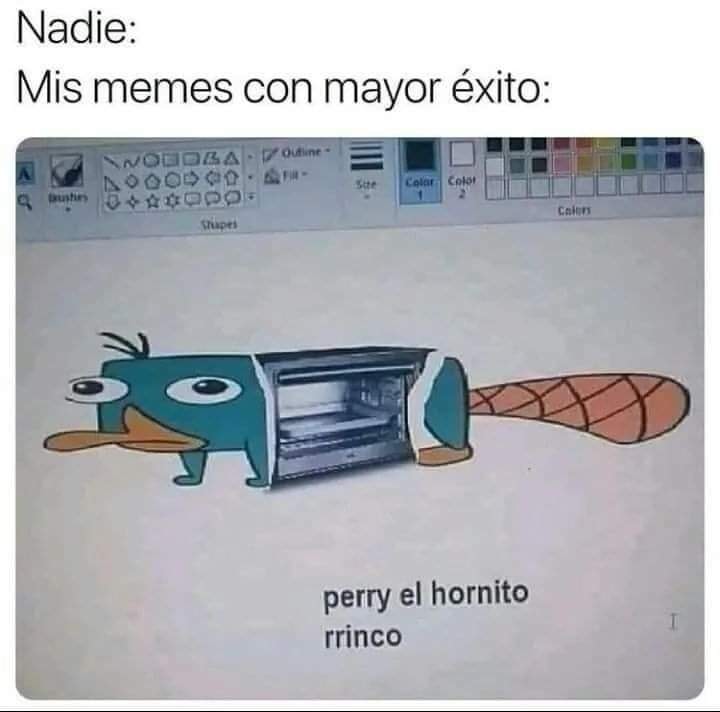 Nadie:
Mis memes con mayor éxito:
A
Brushes
Shapes
Outline
Fill
Size
Color
1
Color
2
Colors
perry el hornito
rrinco